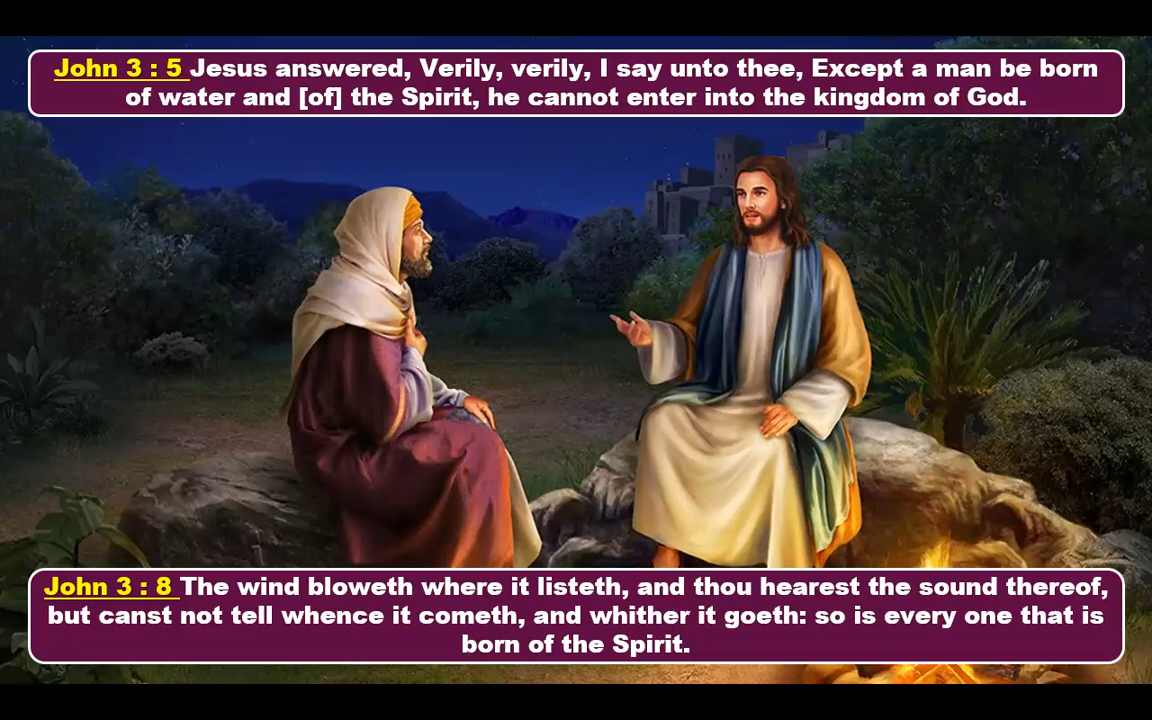 John 3 : 5 Jesus answered, Verily, verily, I say unto thee, Except a man be born
of water and [of] the Spirit, he cannot enter into the kingdom of God.
John 3 : 8 The wind bloweth where it listeth, and thou hearest the sound thereof,
but canst not tell whence it cometh, and whither it goeth: so is every one that is
born of the Spirit.